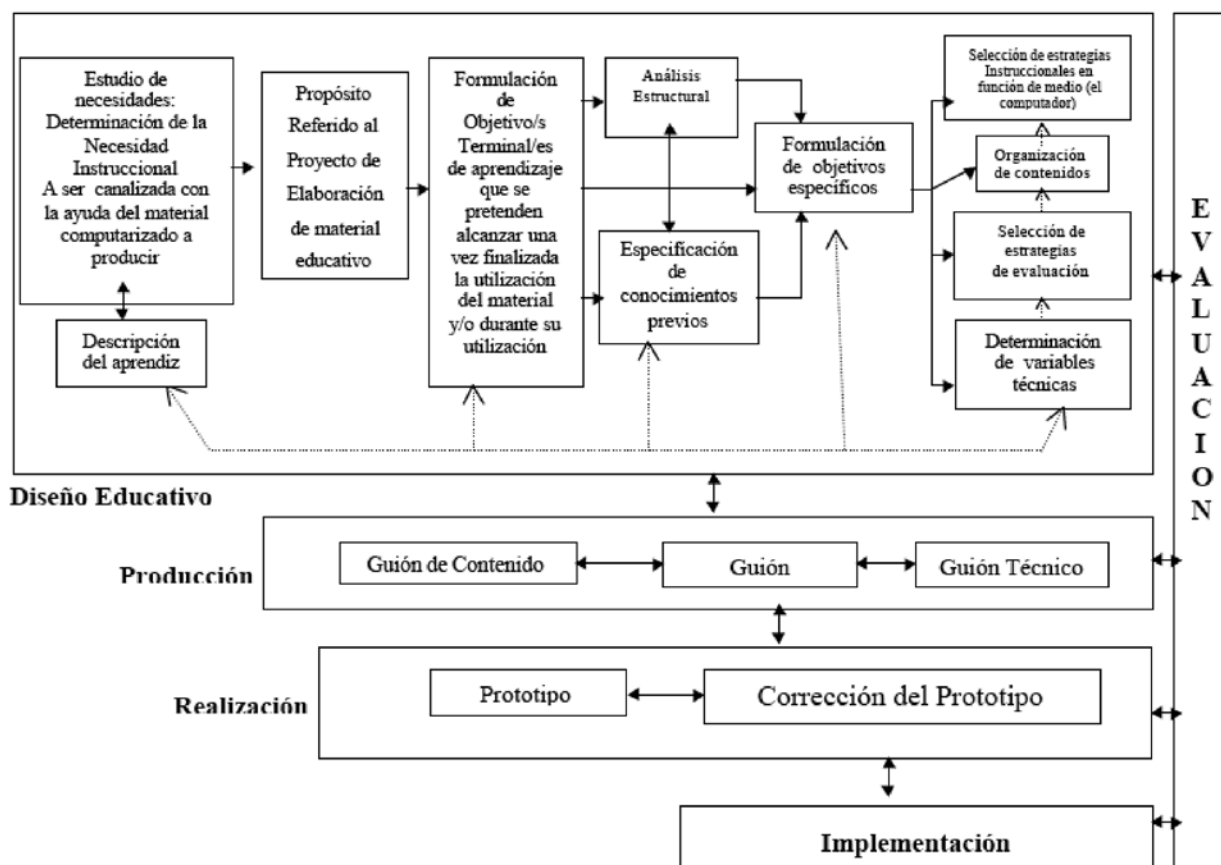 Estudio de
necesidades:
Determinación de la
Necesidad
Instruccional
A ser canalizada con
la ayuda del material
computarizado a
producir
Descripción
del aprendiz
Propósito
Referido al
Proyecto de
Elaboración
de material
educativo
Formulación
de
Objetivo/s
Terminal/es
de aprendizaje
que se
pretenden
alcanzar una
vez finalizada
la utilización
del material
y/o durante su
utilización
Análisis
Estructural
Especificación
de
conocimientos
previos
Formulación
de objetivos
específicos
Selección de estrategias
Instruccionales en
función de medio (el
computador)
Organización
de contenidos
Selección de
estrategias
de evaluación
Determinación
de variables
técnicas
Diseño Educativo
Producción
Guión de Contenido
Guión
Guión Técnico
Realización
Prototipo
Corrección del Prototipo
Implementación
E
V
A
L
U
A
C
I
O
N